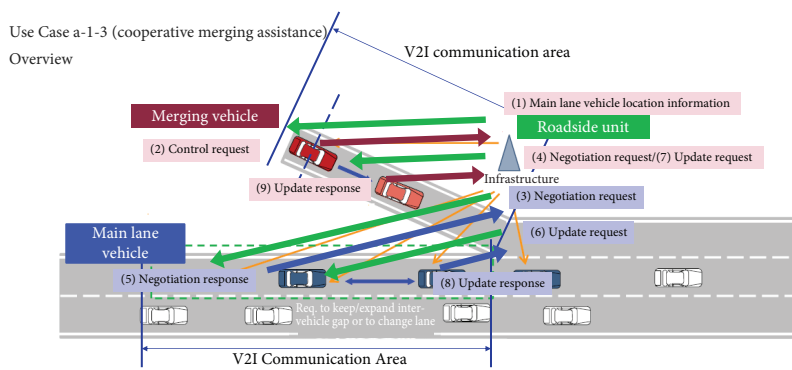 Use Case a-1-3 (cooperative merging assistance)
Overview
V2I communication area
Merging vehicle
(1) Main lane vehicle location information
Roadside unit
(2) Control request
(4) Negotiation request/(7) Update request
Infrastructure
(9) Update response
(3) Negotiation request
Main lane
vehicle
(6) Update request
(5) Negotiation response
(8) Update response
Req. to keep/expand inter-
vehicle gap or to change lane
V2I Communication Area